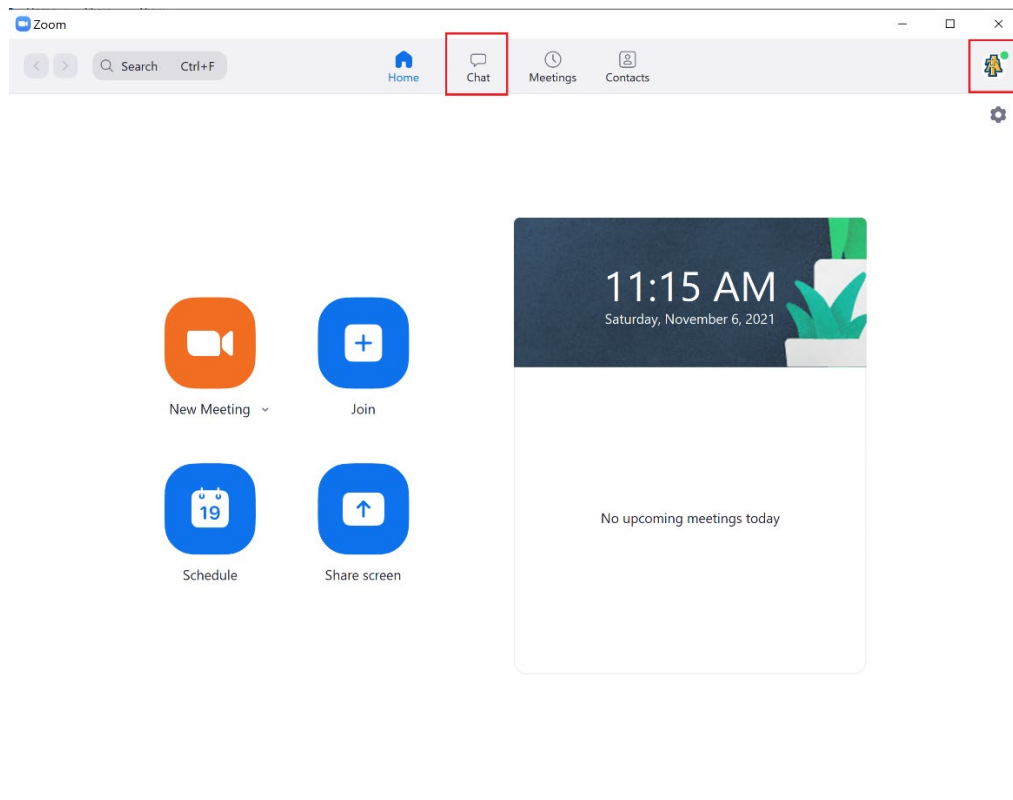 Zoom
Search Ctrl+F
Home
Chat
Meetings
Contacts
11:15 AM
Saturday, November 6, 2021
New Meeting
Join
19
Schedule
Share screen
No upcoming meetings today